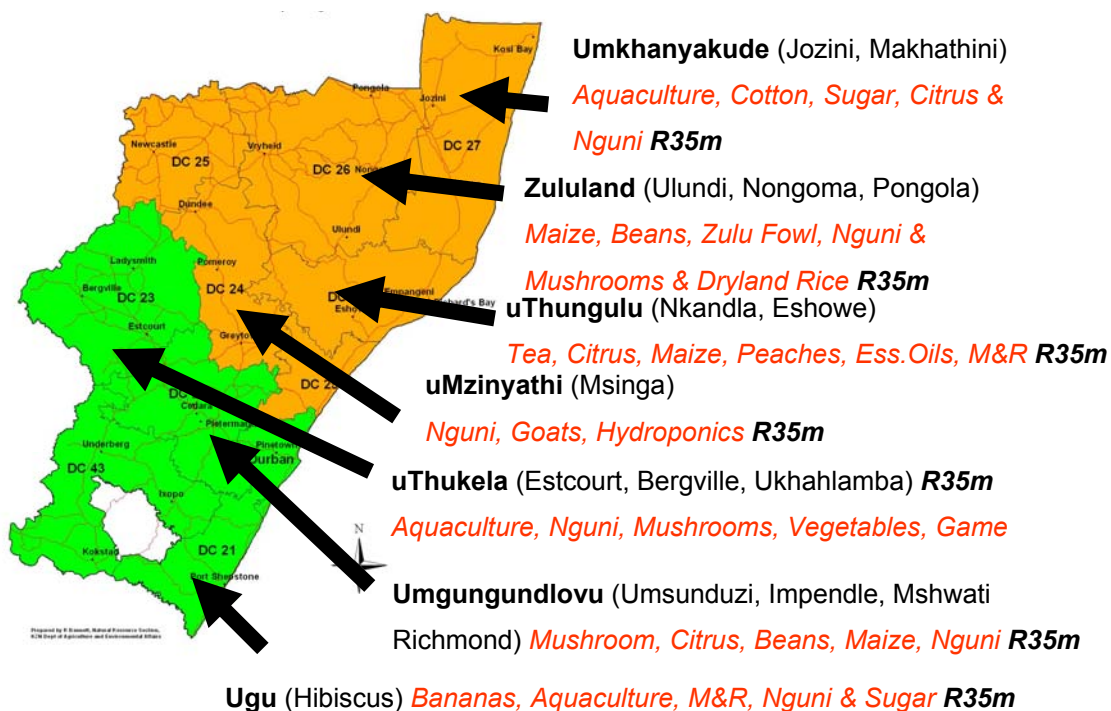 Kosi Bay
Umkhanyakude (Jozini, Makhathini)
Pongola
Jozini
Aquaculture, Cotton, Sugar, Citrus &
Nguni R35m
Newcastle
Vryheid
DC 27
DC 25
DC 26
Zululand (Ulundi, Nongoma, Pongola)
Dundee
Ulundi
Maize, Beans, Zulu Fowl, Nguni &
Mushrooms & Dryland Rice R35m
Ladysmith
Pomeroy
Bergville
DC 23
DC 24
Empangeni
uThungulu (Nkandla, Eshowe)
Estcourt
Tea, Citrus, Maize, Peaches, Ess.Oils, M&R R35m
uMzinyathi (Msinga)
Cedara
Nguni, Goats, Hydroponics R35m
Underberg
Pinetown
Durban
DC 43
uThukela (Estcourt, Bergville, Ukhahlamba) R35m
Ixopo
Aquaculture, Nguni, Mushrooms, Vegetables, Game
N
Kokstad
DC 21
Port Shepstone
Umgungundlovu (Umsunduzi, Impendle, Mshwati
Richmond) Mushroom, Citrus, Beans, Maize, Nguni R35m
Ugu (Hibiscus) Bananas, Aquaculture, M&R, Nguni & Sugar R35m